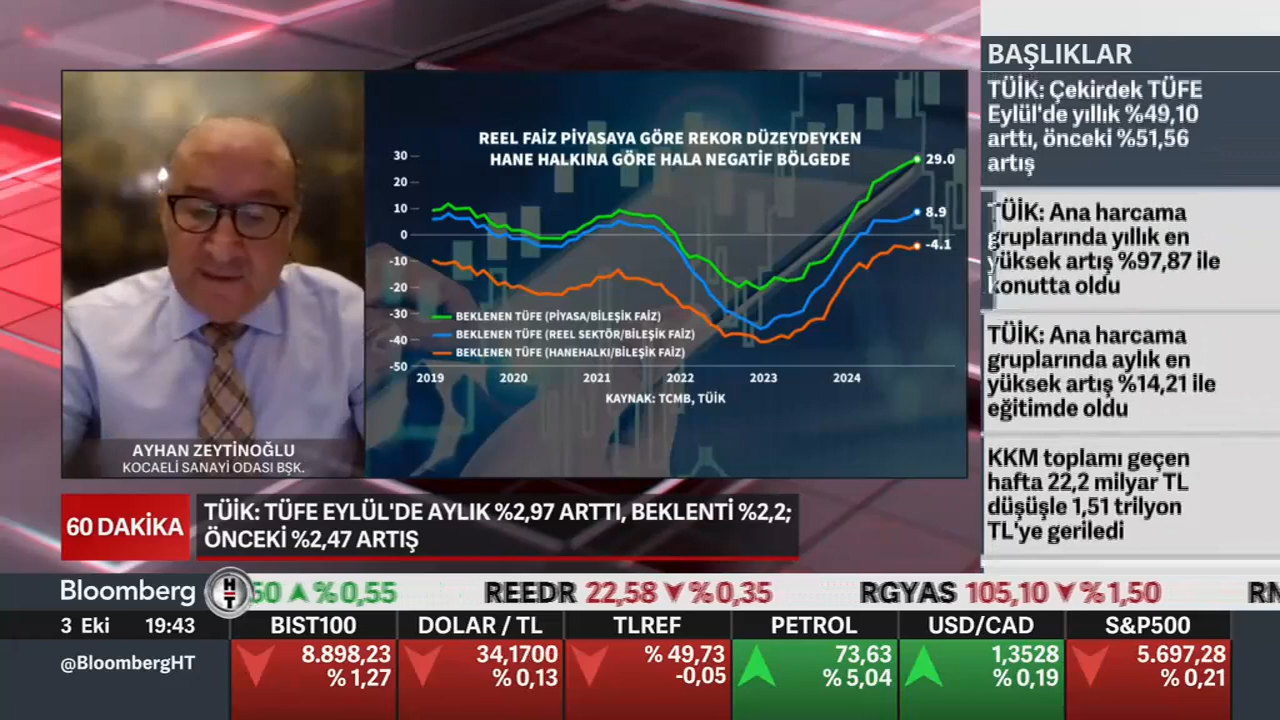 REEL FAİZ PİYASAYA GÖRE REKOR DÜZEYDEYKEN
HANE HALKINA GÖRE HALA NEGATİF BÖLGEDE
30
20
10
0
-10
-20
-30
-40
-50
29.0
8.9
-4.1
BEKLENEN TÜFE (PİYASA/BİLEŞİK FAİZ)
BEKLENEN TÜFE (REEL SEKTÖR/BİLEŞİK FAİZ)
BEKLENEN TÜFE (HANEHALKI/BİLEŞİK FAİZ)
2019 2020 2021 2022 2023 2024
KAYNAK: TCMB, TÜİK
AYHAN ZEYTİNOĞLU
KOCAELİ SANAYİ ODASI BŞK.
60 DAKİKA
TÜİK: TÜFE EYLÜL'DE AYLIK %2,97 ARTTI, BEKLENTİ %2,2;
ÖNCEKİ %2,47 ARTIŞ
BAŞLIKLAR
TÜİK: Çekirdek TÜFE
Eylül'de yıllık %49,10
arttı, önceki %51,56
artış
TÜİK: Ana harcama
gruplarında yıllık en
yüksek artış %97,87 ile
konutta oldu
TÜİK: Ana harcama
gruplarında aylık en
yüksek artış %14,21 ile
eğitimde oldu
KKM toplamı geçen
hafta 22,2 milyar TL
düşüşle 1,51 trilyon
TL'ye geriledi
Bloomberg HT
50 %0,55 REEDR 22,58 %0,35 RGYAS 105,10 %1,50 RN
3 Eki 19:43
@BloombergHT
BIST100 DOLAR / TL TLREF PETROL USD/CAD S&P500
8.898,23 34,1700 % 49,73 73,63 1,3528 5.697,28
% 1,27 % 0,13 -0,05 % 5,04 % 0,19 % 0,21